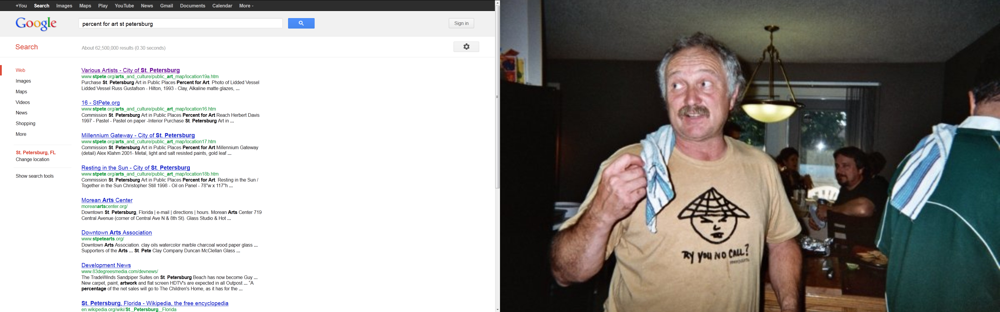 +You Search Images Maps Play YouTube News Gmail Documents Calendar More
Google
percent for art st petersburg
Sign in
Search
About 62,500,000 results (0.30 seconds)
Web
Images
Maps
Videos
News
Shopping
More
St. Petersburg, FL
Change location
Show search tools
Various Artists - City of St. Petersburg
www.stpete.org/arts_and_culture/public_art_map/location19a.htm
Purchase St. Petersburg Art in Public Places Percent for Art. Photo of Lidded Vessel
Lidded Vessel Russ Gustafson - Hilton, 1993 - Clay, Alkaline matte glazes, ...
16 - StPete.org
www.stpete.org/arts_and_culture/public_art_map/location16.htm
Commission St. Petersburg Art in Public Places Percent for Art Reach Herbert Davis
1997 - Pastel - Pastel on paper -Interior Purchase St. Petersburg Art in ...
Millennium Gateway - City of St. Petersburg
www.stpete.org/arts_and_culture/public_art_map/location17.htm
Commission St. Petersburg Art in Public Places Percent for Art Millennium Gateway
(detail) Alex Klahm 2001- Metal, light and salt resisted paints, gold leaf ...
Resting in the Sun - City of St. Petersburg
www.stpete.org/arts_and_culture/public_art_map/location18b.htm
Commission St. Petersburg Art in Public Places Percent for Art. Resting in the Sun /
Together in the Sun Christopher Still 1998 - Oil on Panel - 78"w x 117"h ...
Morean Arts Center
moreanartscenter.org/
Downtown St. Petersburg, Florida | e-mail | directions | hours. Morean Arts Center 719
Central Avenue (corner of Central Ave N & 8th St). Glass Studio & Hot ...
Downtown Arts Association
www.stpetearts.org/
Downtown Arts Association. clay oils watercolor marble charcoal wood paper glass ...
Supporters of the Arts ... St. Pete Clay Company Duncan McClellan Glass ...
Development News
www.83degreesmedia.com/devnews/
The TradeWinds Sandpiper Suites on St. Petersburg Beach has now become Guy ...
New carpet, paint, artwork and flat screen HDTV's are expected in all Outpost ... "A
percentage of the net sales will go to The Children's Home, as it has for the ...
St. Petersburg, Florida - Wikipedia, the free encyclopedia
en.wikipedia.org/wiki/St._Petersburg,_Florida
RY YOU NO CALL?